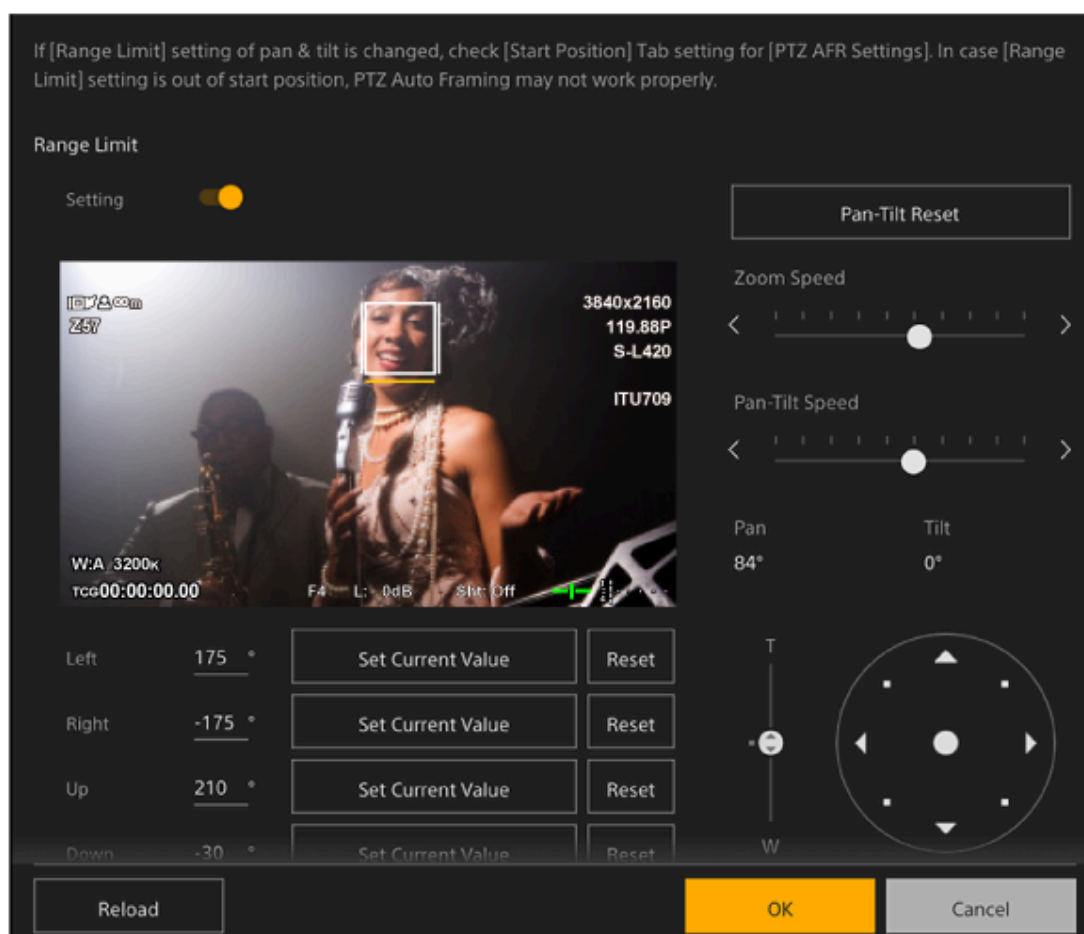 If [Range Limit] setting of pan & tilt is changed, check [Start Position] Tab setting for [PTZ AFR Settings]. In case [Range
Limit] setting is out of start position, PTZ Auto Framing may not work properly.
Range Limit
Setting
Pan-Tilt Reset
Zoom Speed
3840x2160
Z57
119.88P
S-L420
ITU709
Pan-Tilt Speed
Pan Tilt
84° 0°
W:A 3200K
TCG00:00:00.00 F4 L: 0dB Sht: Off
Left 175 ° Set Current Value Reset
Right -175 ° Set Current Value Reset
Up 210 ° Set Current Value Reset
Down -30 ° Set Current Value Reset
T
W
Reload OK Cancel